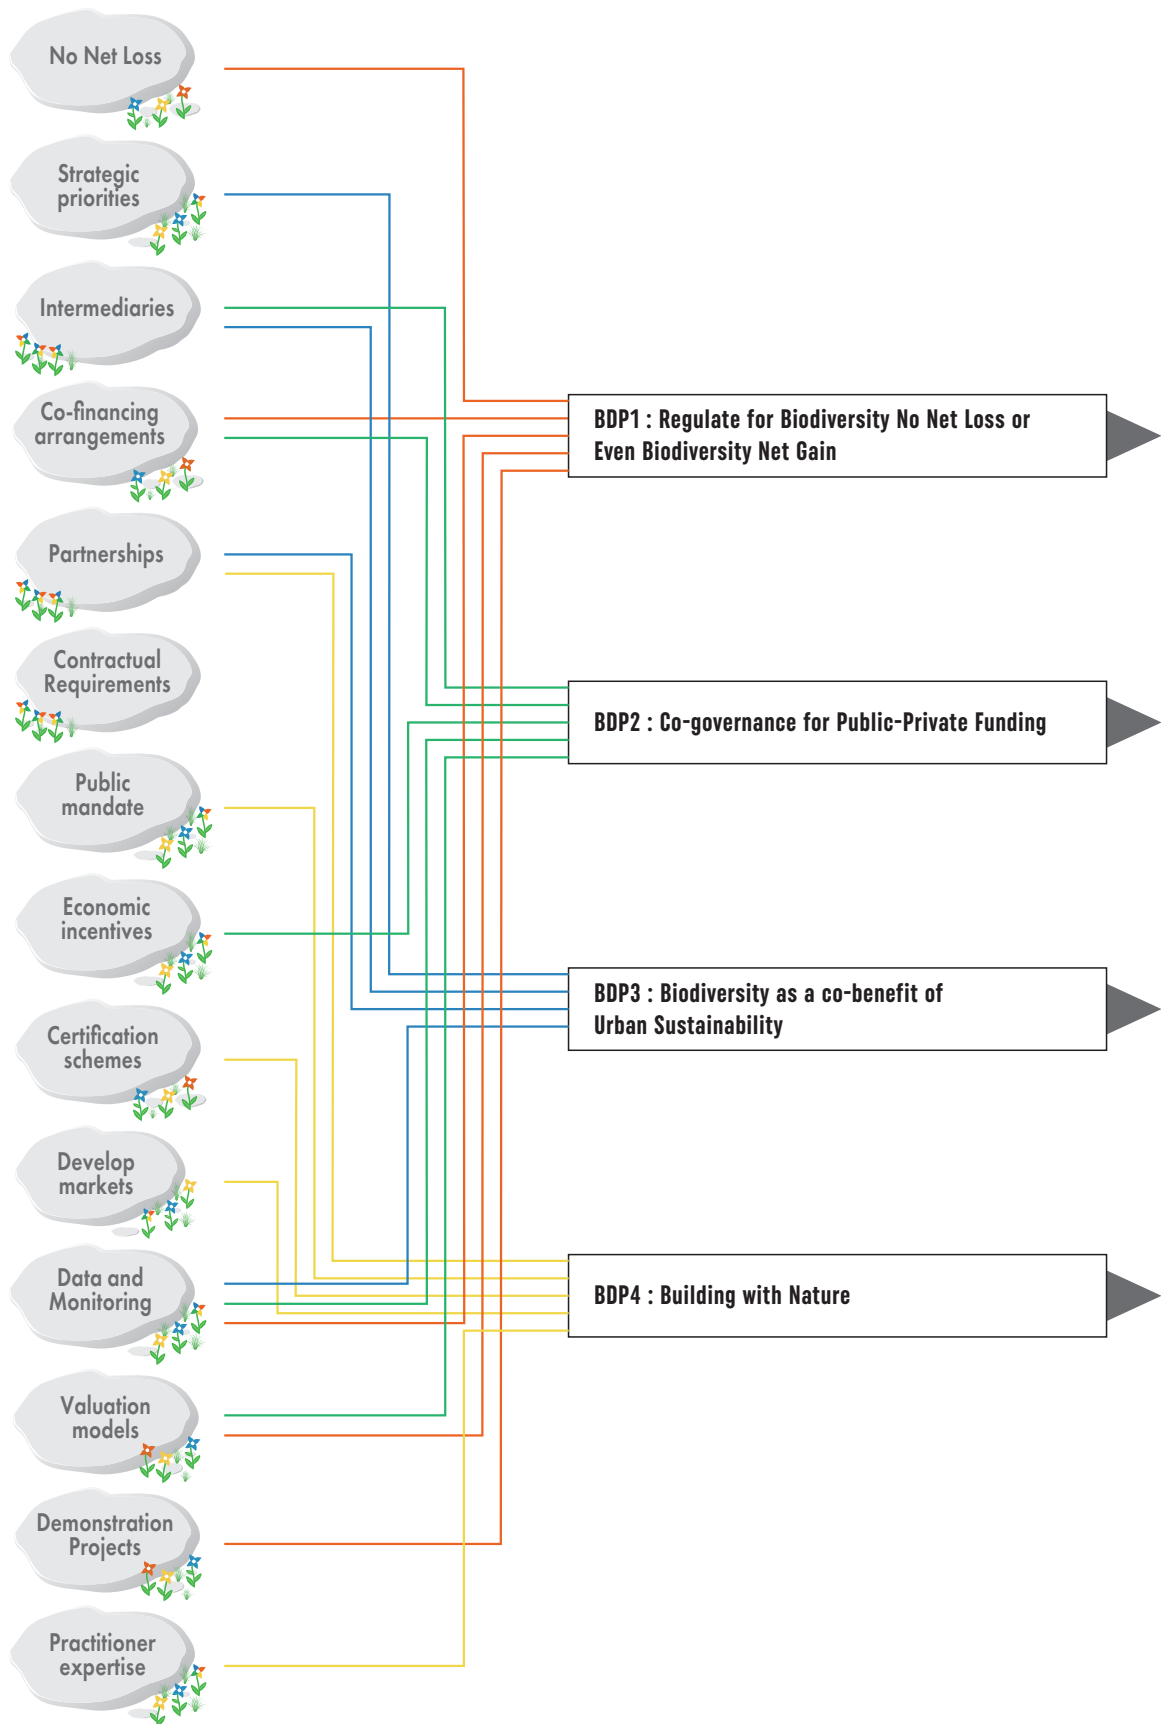 No Net Loss
Strategic
priorities
Intermediaries
Co-financing
arrangements
Partnerships
Contractual
Requirements
Public
mandate
Economic
incentives
Certification
schemes
Develop
markets
Data and
Monitoring
Valuation
models
Demonstration
Projects
Practitioner
expertise
BDP1 : Regulate for Biodiversity No Net Loss or
Even Biodiversity Net Gain
BDP2 : Co-governance for Public-Private Funding
BDP3 : Biodiversity as a co-benefit of
Urban Sustainability
BDP4 : Building with Nature